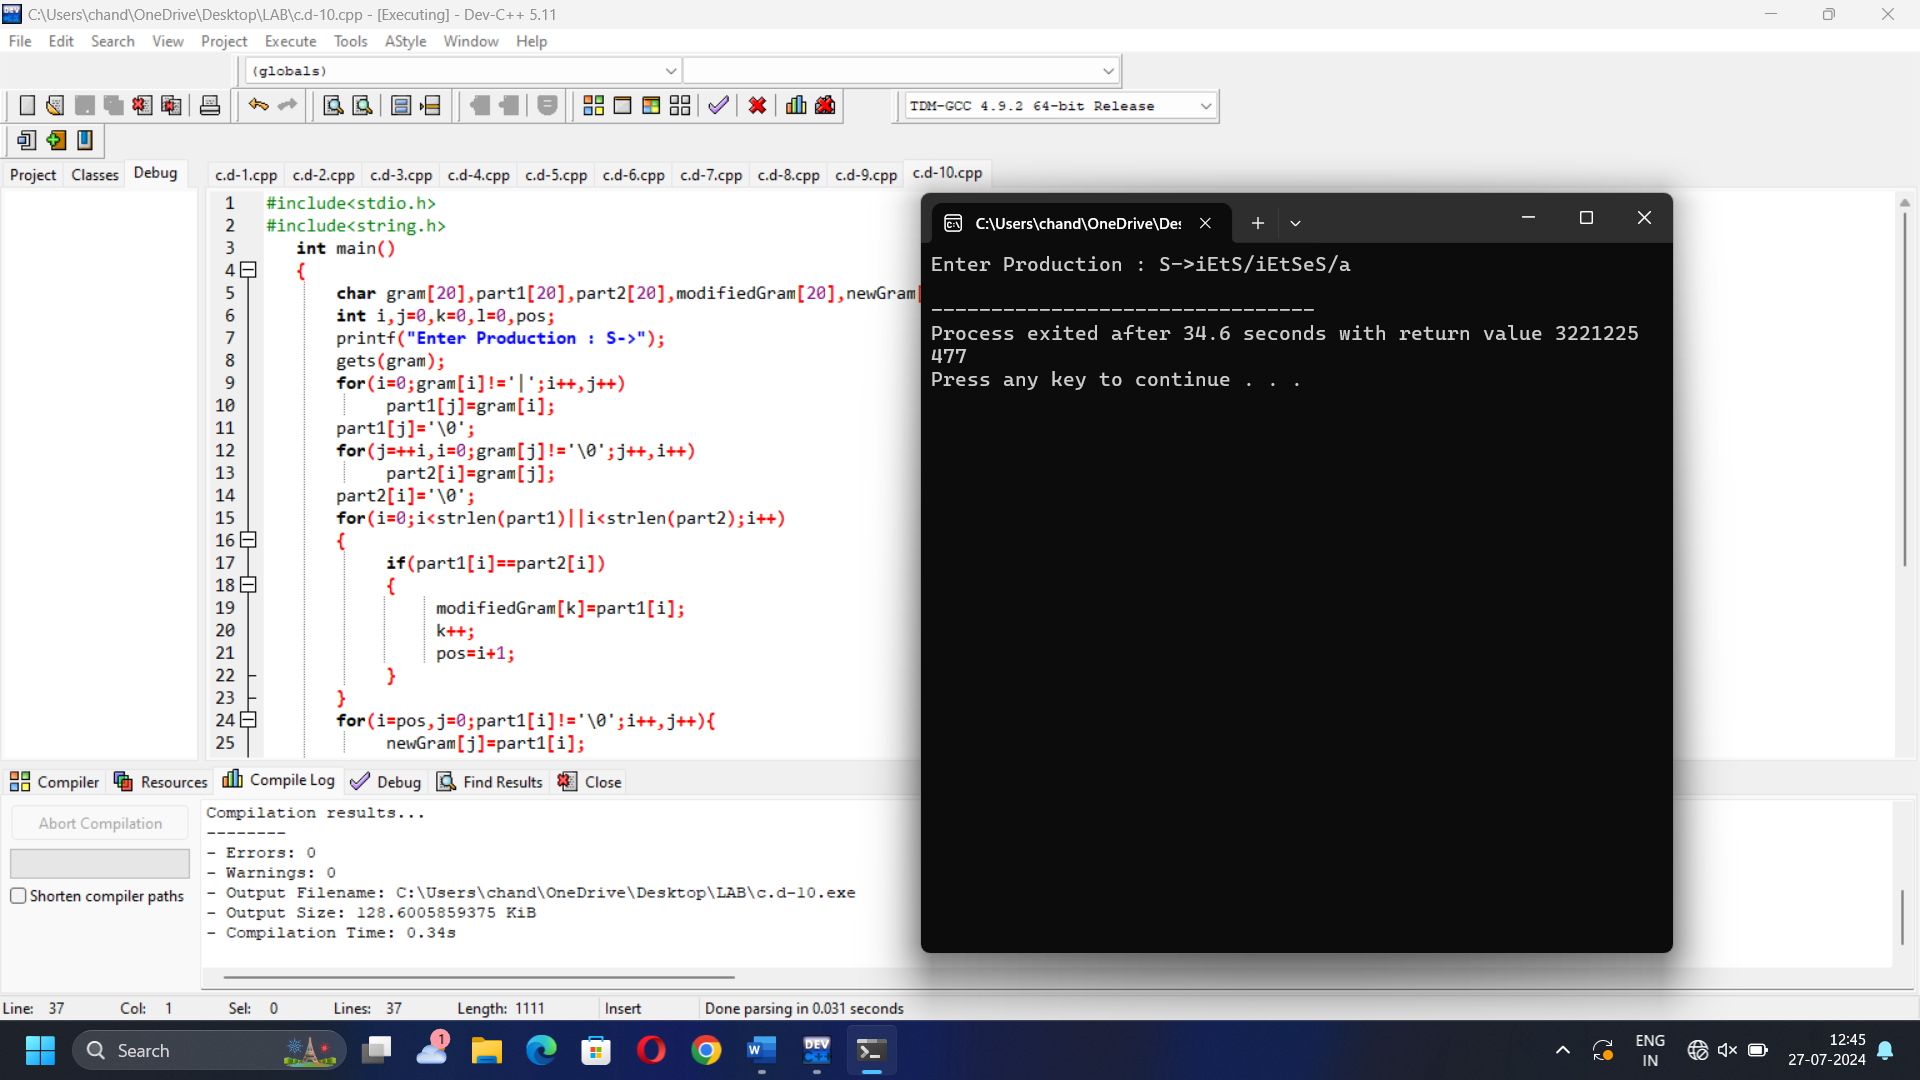 C:\Users\chand\OneDrive\Desktop\LAB\c.d-10.cpp - [Executing] - Dev-C++ 5.11
File Edit Search View Project Execute Tools AStyle Window Help
(globals)
TDM-GCC 4.9.2 64-bit Release
Project Classes Debug
c.d-1.cpp c.d-2.cpp c.d-3.cpp c.d-4.cpp c.d-5.cpp c.d-6.cpp c.d-7.cpp c.d-8.cpp c.d-9.cpp c.d-10.cpp
1 #include<stdio.h>
2 #include<string.h>
3 int main()
4 {
5 char gram[20],part1[20],part2[20],modifiedGram[20],newGram[
6 int i,j=0,k=0,l=0,pos;
7 printf("Enter Production : S->");
8 gets(gram);
9 for(i=0;gram[i]!='|';i++,j++)
10 part1[j]=gram[i];
11 part1[j]='\0';
12 for(j=++i,i=0;gram[j]!='\0';j++,i++)
13 part2[i]=gram[j];
14 part2[i]='\0';
15 for(i=0;i<strlen(part1)||i<strlen(part2);i++)
16 {
17 if(part1[i]==part2[i])
18 {
19 modifiedGram[k]=part1[i];
20 k++;
21 pos=i+1;
22 }
23 }
24 for(i=pos,j=0;part1[i]!='\0';i++,j++){
25 newGram[j]=part1[i];
C:\Users\chand\OneDrive\Des
Enter Production : S->iEtS/iEtSeS/a
--------------------------------
Process exited after 34.6 seconds with return value 3221225
477
Press any key to continue . . .
Compiler Resources Compile Log Debug Find Results Close
Abort Compilation
Shorten compiler paths
Compilation results...
--------
- Errors: 0
- Warnings: 0
- Output Filename: C:\Users\chand\OneDrive\Desktop\LAB\c.d-10.exe
- Output Size: 128.6005859375 KiB
- Compilation Time: 0.34s
Line: 37 Col: 1 Sel: 0 Lines: 37 Length: 1111 Insert Done parsing in 0.031 seconds
Search
1
DEV
C++
ENG
IN
12:45
27-07-2024